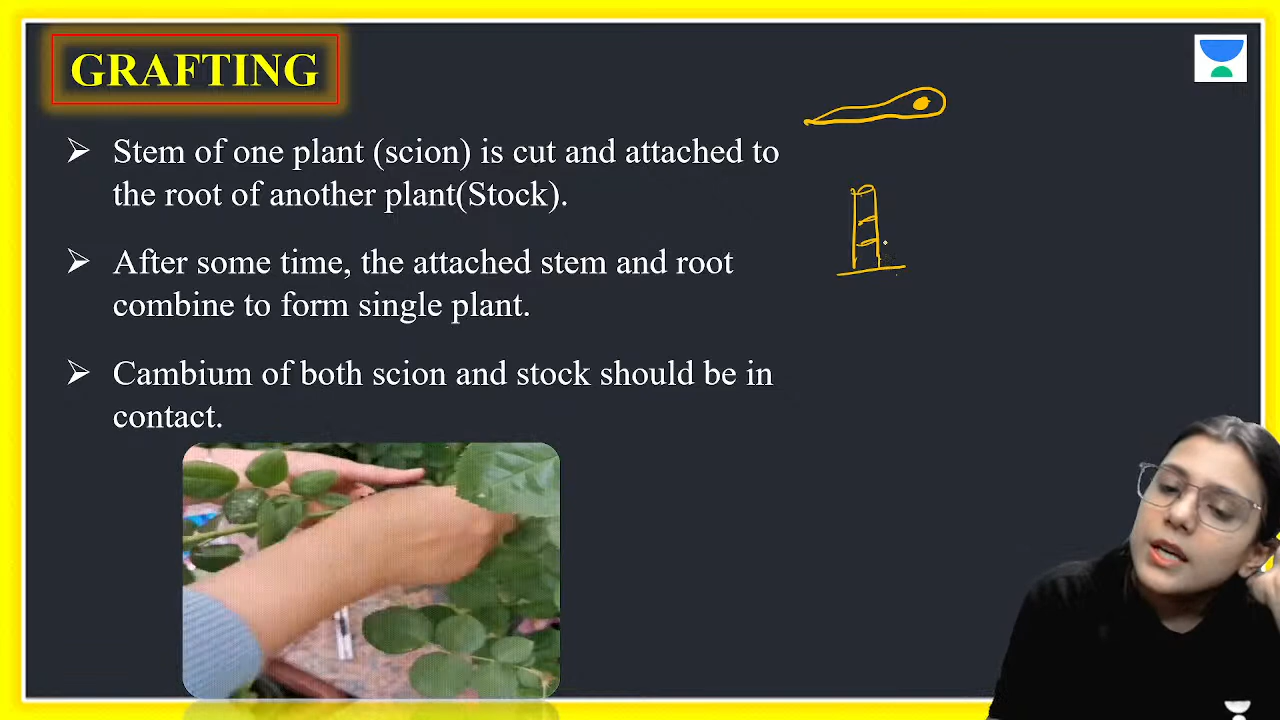 GRAFTING
➢ Stem of one plant (scion) is cut and attached to
the root of another plant(Stock).
➢ After some time, the attached stem and root
combine to form single plant.
➢ Cambium of both scion and stock should be in
contact.